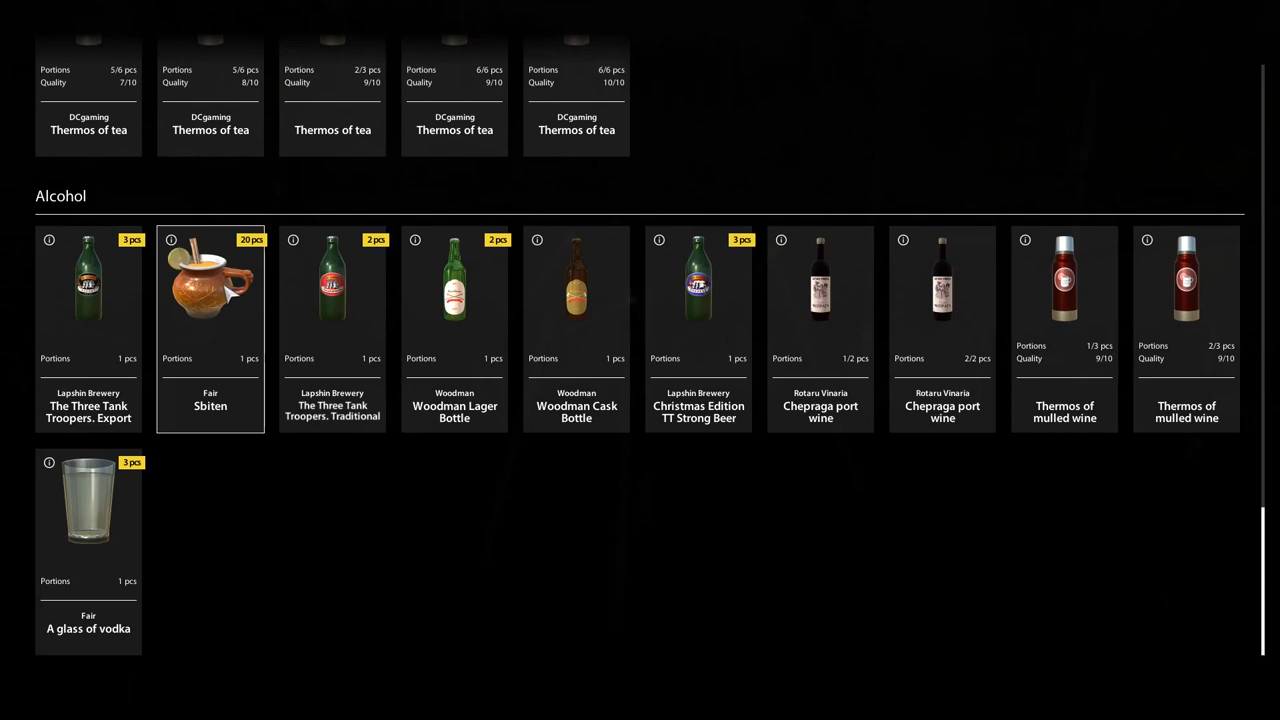 Portions 5/6 pcs
Quality 7/10
DCgaming
Thermos of tea
Portions 5/6 pcs
Quality 8/10
DCgaming
Thermos of tea
Portions 2/3 pcs
Quality 9/10
Thermos of tea
Portions 6/6 pcs
Quality 9/10
DCgaming
Thermos of tea
Portions 6/6 pcs
Quality 10/10
DCgaming
Thermos of tea
Alcohol
3 pcs
Portions 1 pcs
Lapshin Brewery
The Three Tank
Troopers. Export
20 pcs
Portions 1 pcs
Fair
Sbiten
2 pcs
Portions 1 pcs
Lapshin Brewery
The Three Tank
Troopers. Traditional
2 pcs
Portions 1 pcs
Woodman
Woodman Lager
Bottle
Portions 1 pcs
Woodman
Woodman Cask
Bottle
3 pcs
Portions 1 pcs
Lapshin Brewery
Christmas Edition
TT Strong Beer
Portions 1/2 pcs
Rotaru Vinaria
Chepraga port
wine
Portions 2/2 pcs
Rotaru Vinaria
Chepraga port
wine
Portions 1/3 pcs
Quality 9/10
Thermos of
mulled wine
Portions 2/3 pcs
Quality 9/10
Thermos of
mulled wine
3 pcs
Portions 1 pcs
Fair
A glass of vodka